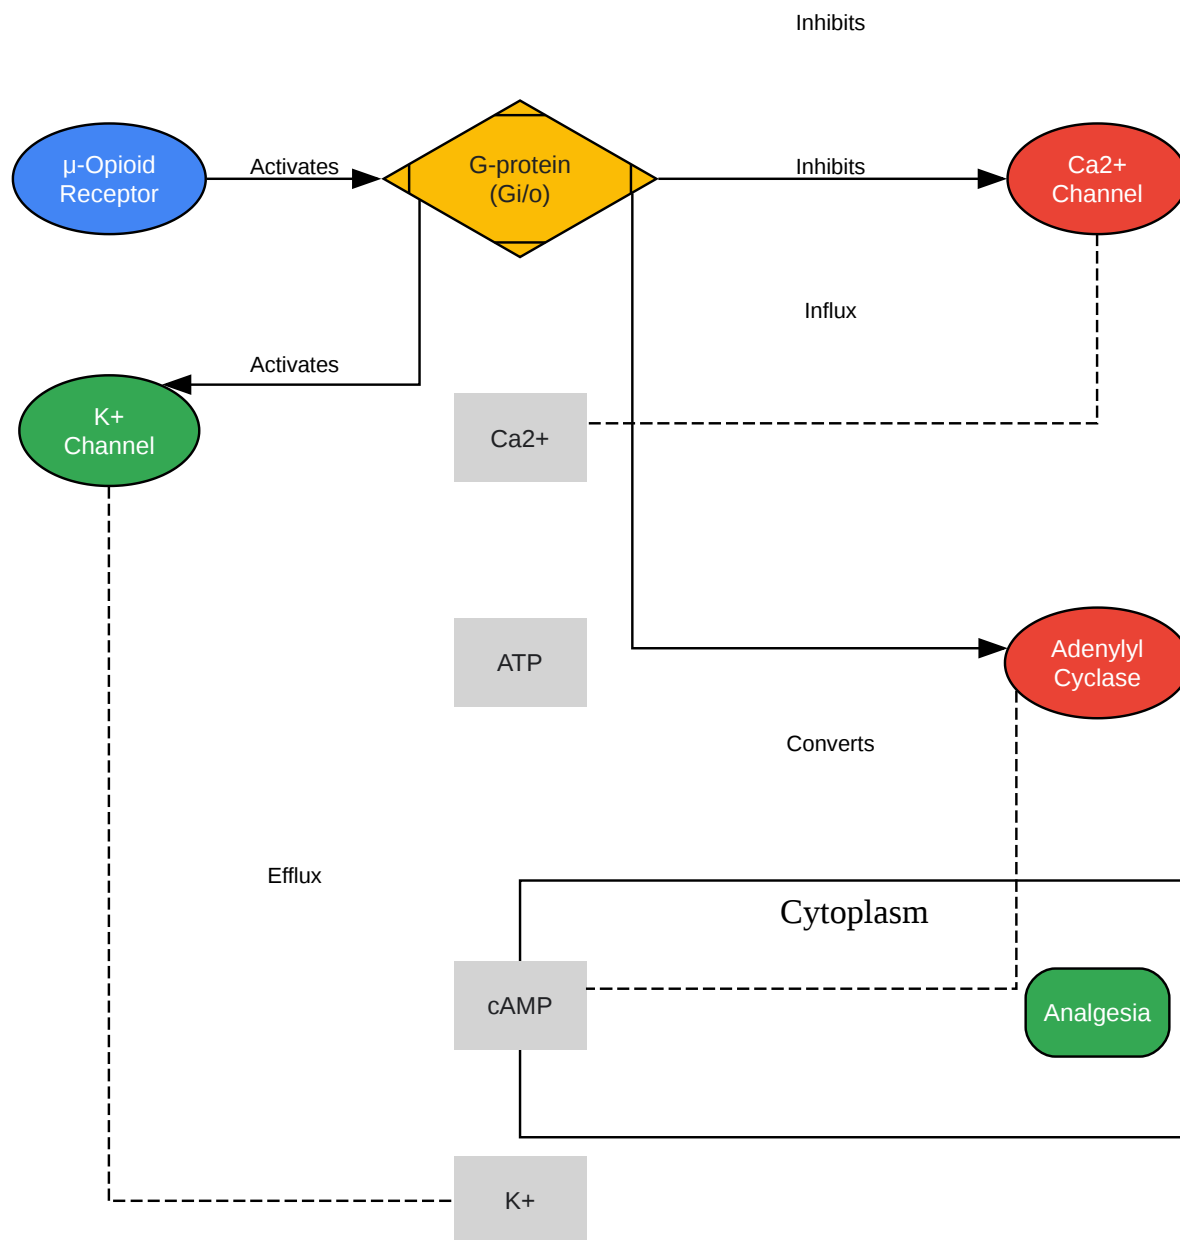 Inhibits
μ-Opioid
Receptor
Activates
G-protein
(Gi/o)
Inhibits
Ca2+
Channel
Influx
Activates
K+
Channel
Ca2+
ATP
Adenylyl
Cyclase
Converts
Efflux
Cytoplasm
cAMP
Analgesia
K+